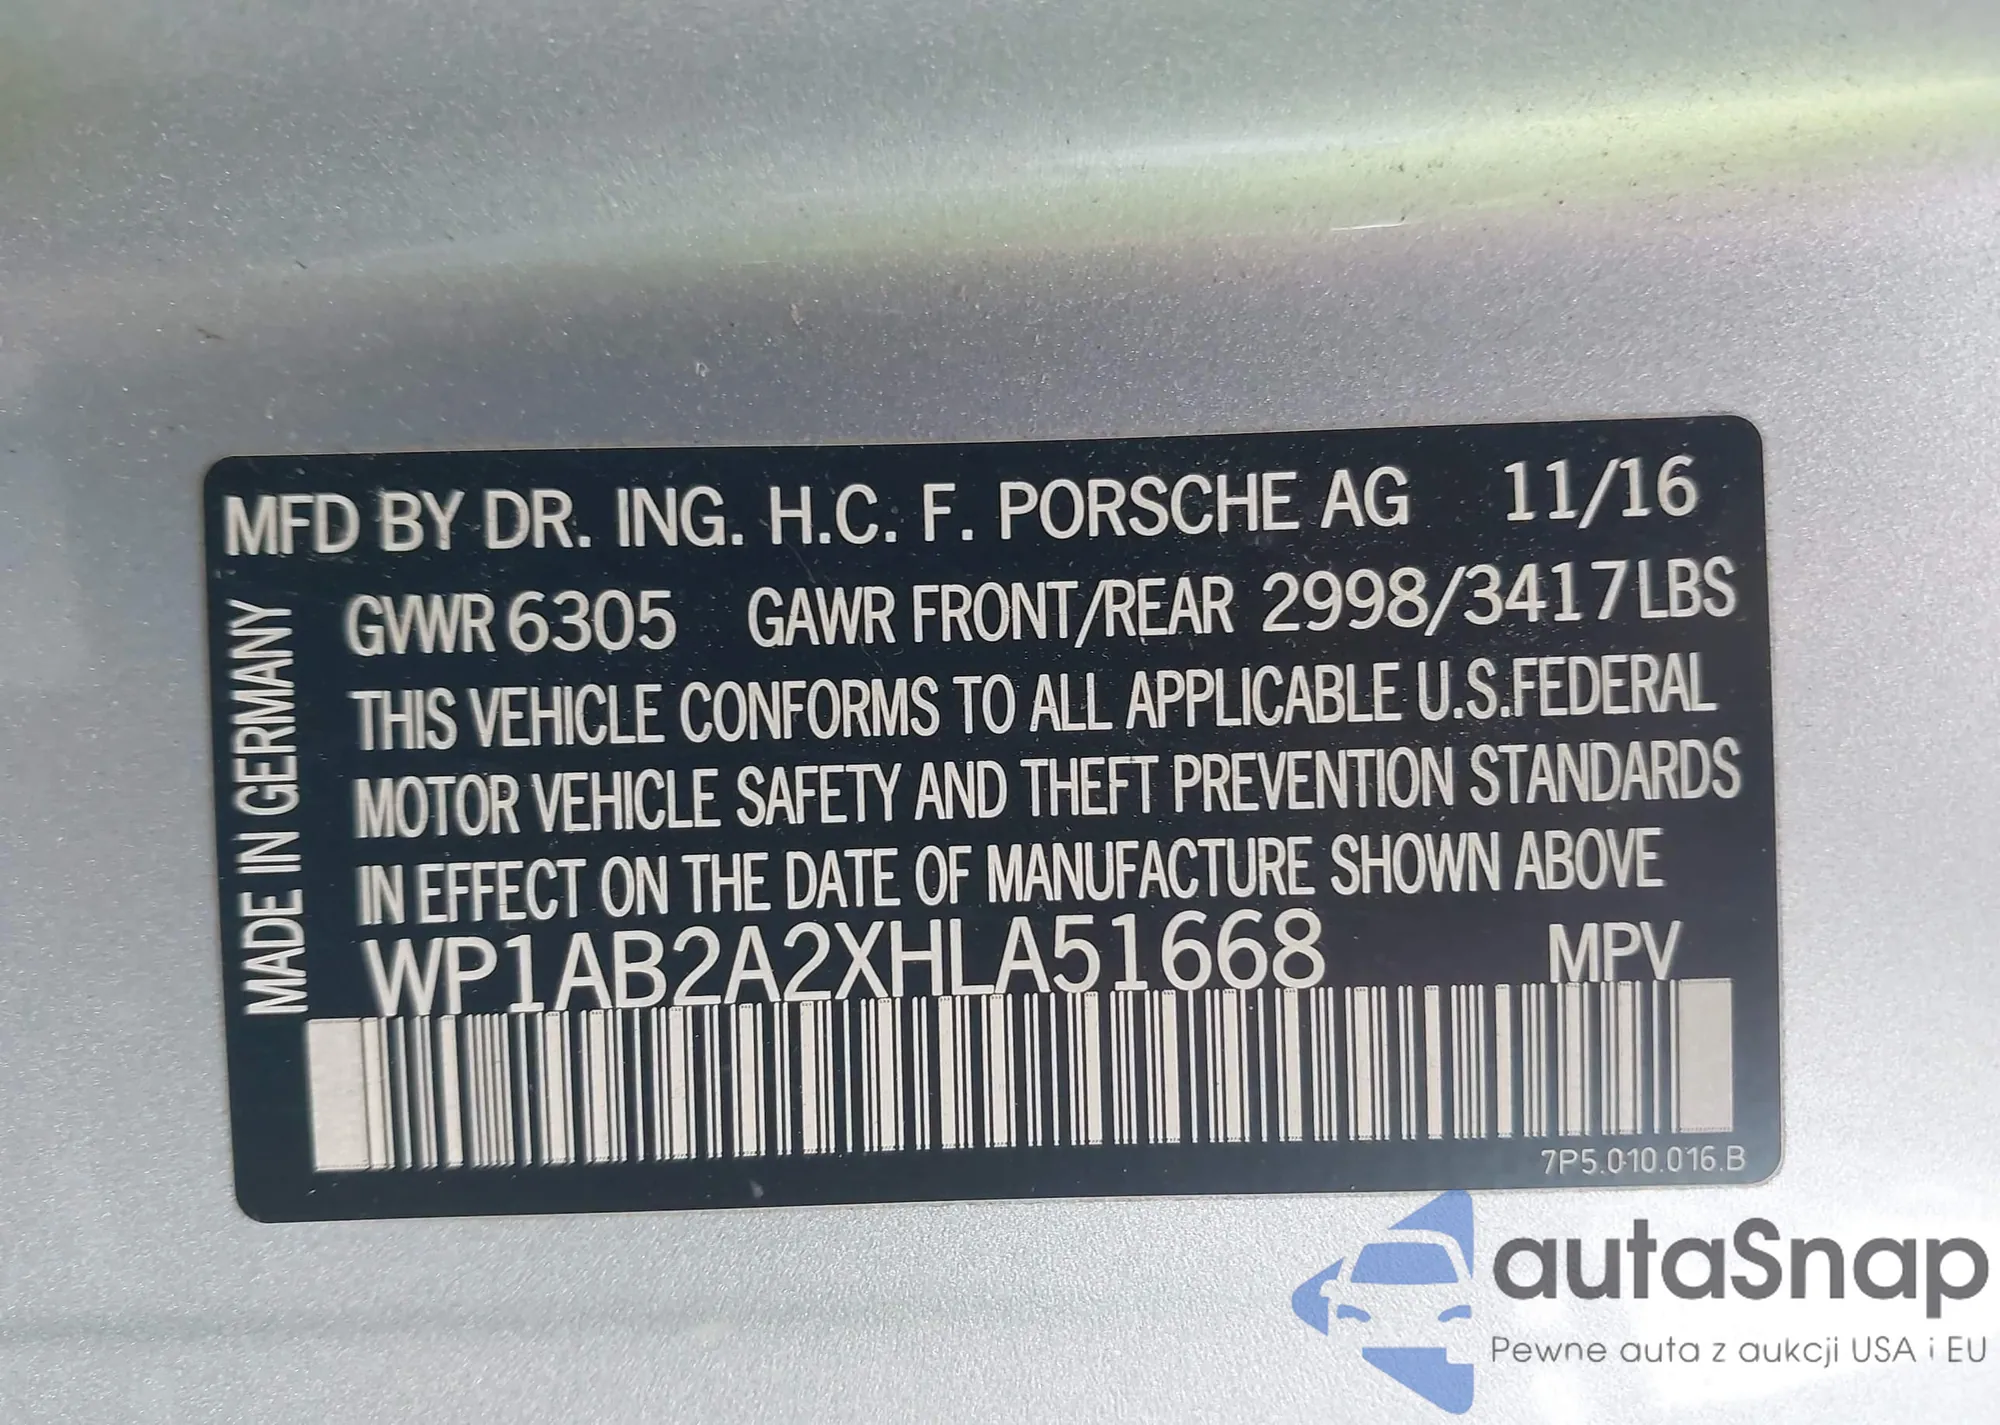 MFD BY DR. ING. H.C. F. PORSCHE AG 11/16
GVWR 6305 GAWR FRONT/REAR 2998/3417LBS
THIS VEHICLE CONFORMS TO ALL APPLICABLE U.S.FEDERAL
MOTOR VEHICLE SAFETY AND THEFT PREVENTION STANDARDS
IN EFFECT ON THE DATE OF MANUFACTURE SHOWN ABOVE
WP1AB2A2XHLA51668 MPV
MADE IN GERMANY
7P5.010.016.B
autaSnap
Pewne auta z aukcji USA i EU